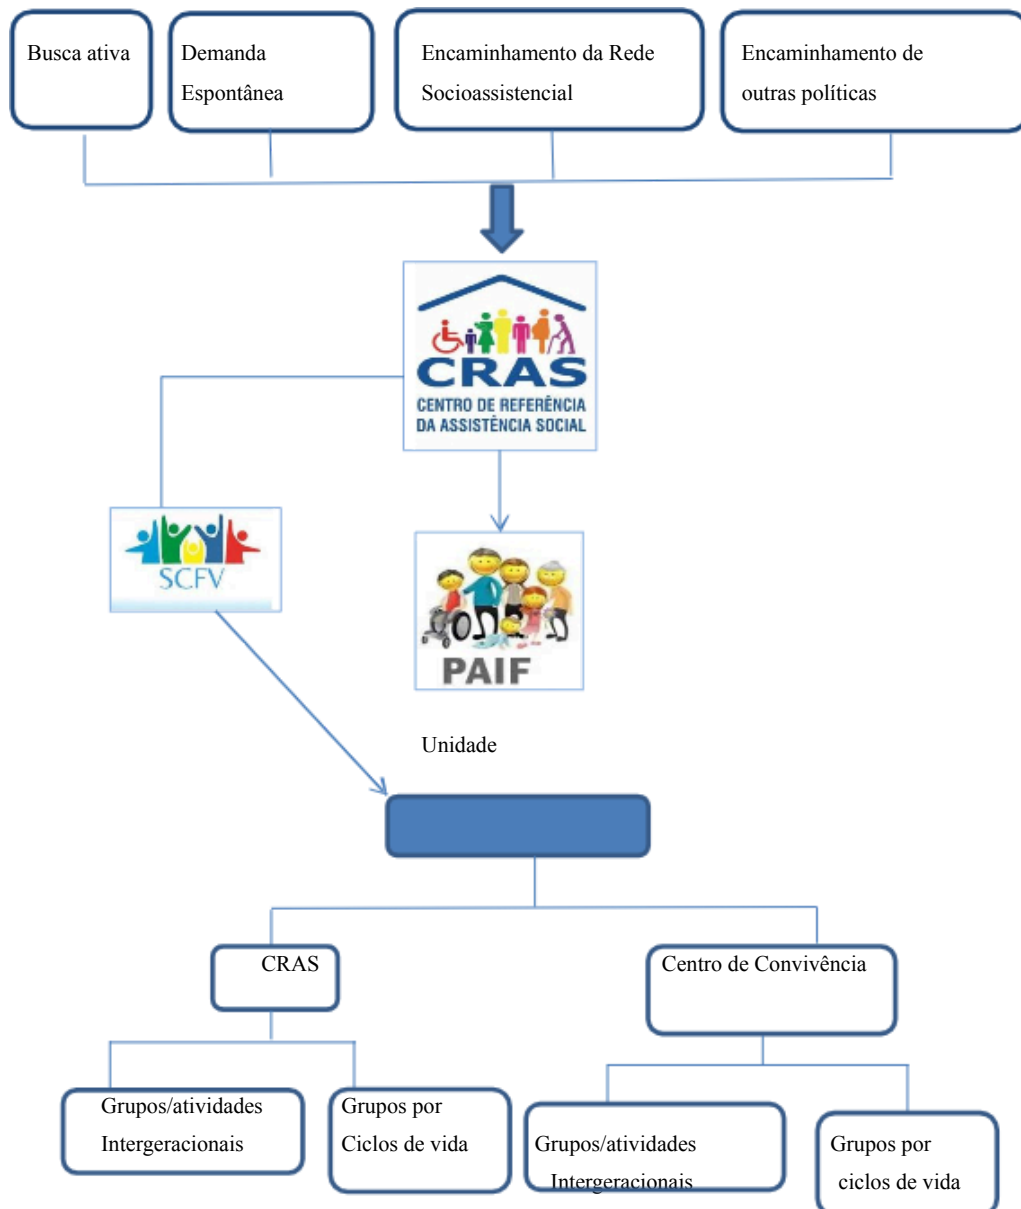 Busca ativa
Demanda
Espontânea
Encaminhamento da Rede
Socioassistencial
Encaminhamento de
outras políticas
CRAS
CENTRO DE REFERÊNCIA
DA ASSISTÊNCIA SOCIAL
SCFV
PAIF
Unidade
CRAS
Centro de Convivência
Grupos/atividades
Intergeracionais
Grupos por
Ciclos de vida
Grupos/atividades
Intergeracionais
Grupos por
ciclos de vida